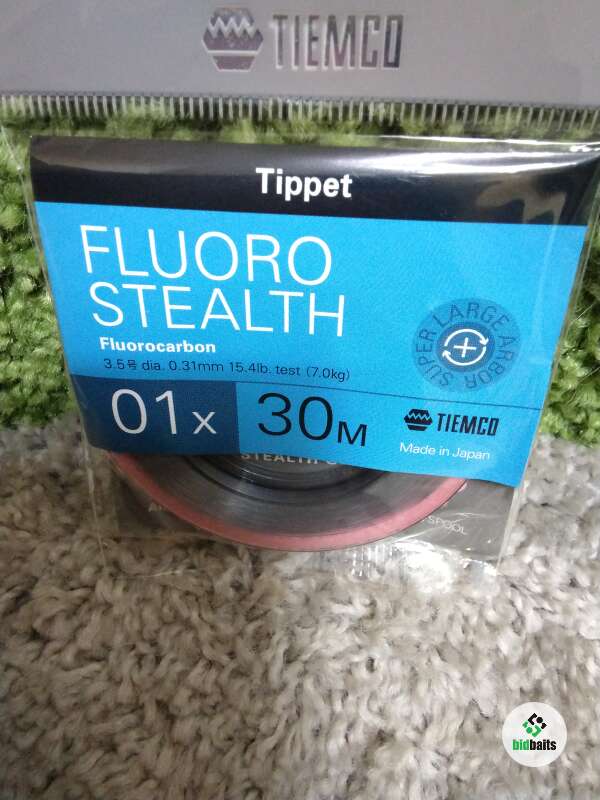 TIEMCO
Tippet
FLUORO
STEALTH
Fluorocarbon
3.5号 dia. 0.31mm 15.4lb. test (7.0kg)
SUPER LARGE ARBOR
01X 30M TIEMCO
Made in Japan
STEALTH
SPOOL
bidbaits